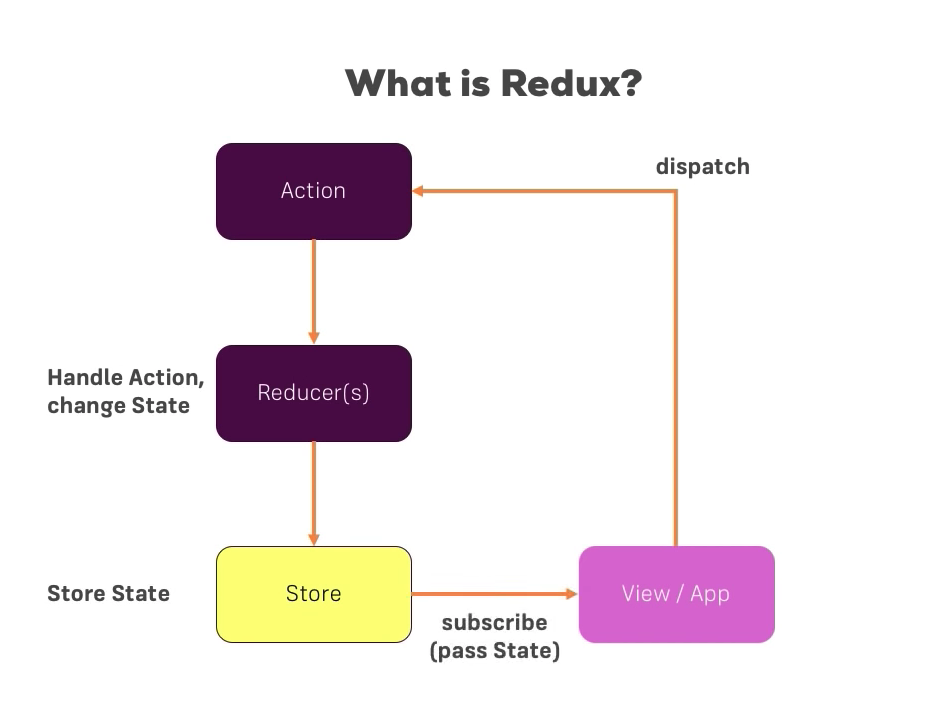 What is Redux?
dispatch
Action
Handle Action,
change State
Reducer(s)
Store State
Store
subscribe
(pass State)
View / App